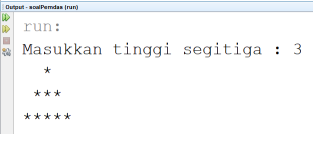 Output - soalPemdas (run)
run:
Masukkan tinggi segitiga : 3
  *
 ***
*****